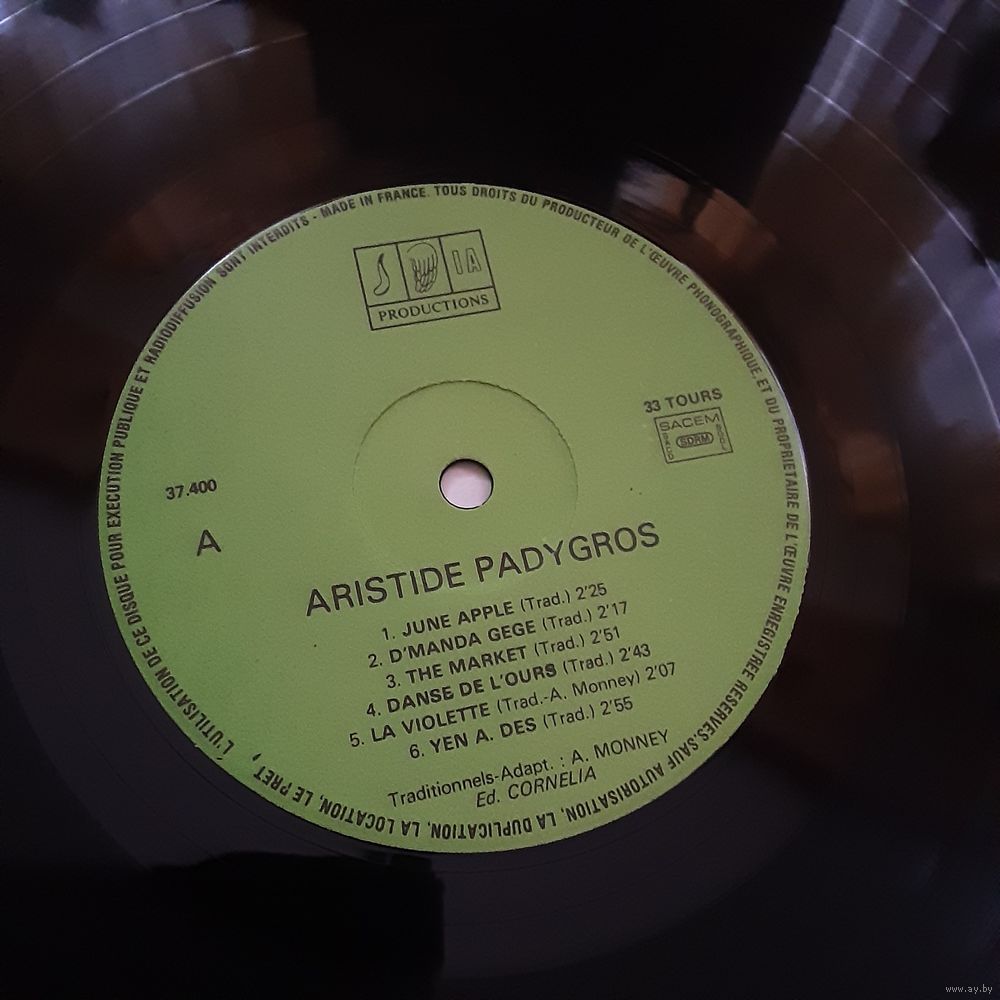 MADE IN FRANCE. TOUS DROITS DU PRODUCTEUR DE L'ŒUVRE PHONOGRAPHIQUE.ET DU PROPRIETAIRE DE L'ŒUVRE ENREGISTREE RESERVES.SAUF AUTORISATION, LA DUPLICATION, LA LOCATION, LE PRET, L'UTILISATION DE CE DISQUE POUR EXECUTION PUBLIQUE ET RADIODIFFUSION SONT INTERDITS -
IA
PRODUCTIONS
33 TOURS
SACEM
SDRM
37.400
A
ARISTIDE PADYGROS
1. JUNE APPLE (Trad.) 2'25
2. D'MANDA GEGE (Trad.) 2'17
3. THE MARKET (Trad.) 2'51
4. DANSE DE L'OURS (Trad.) 2'43
5. LA VIOLETTE (Trad.-A. Monney) 2'07
6. YEN A. DES (Trad.) 2'55
Traditionnels-Adapt. : A. MONNEY
Ed. CORNELIA
www.ay.by